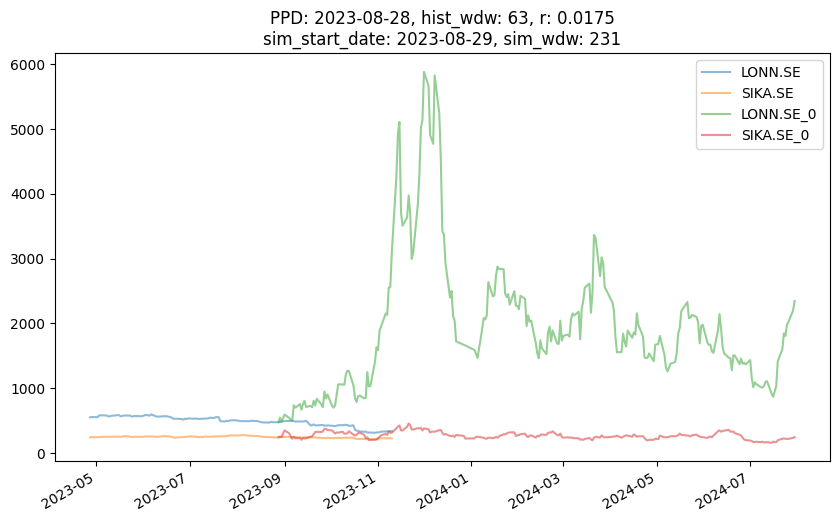 PPD: 2023-08-28, hist_wdw: 63, r: 0.0175
sim_start_date: 2023-08-29, sim_wdw: 231
6000
5000
4000
3000
2000
1000
0
LONN.SE
SIKA.SE
LONN.SE_0
SIKA.SE_0
2023-05
2023-07
2023-09
2023-11
2024-01
2024-03
2024-05
2024-07